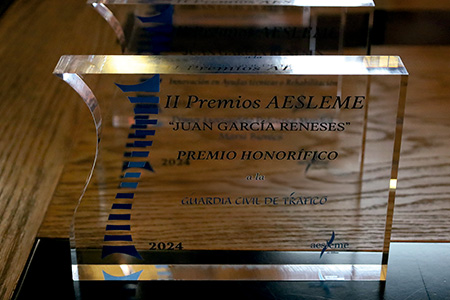 II Premios AESLEME
"JUAN GARCÍA RENESES"
PREMIO HONORÍFICO
a la
GUARDIA CIVIL DE TRÁFICO
2024
aesleme